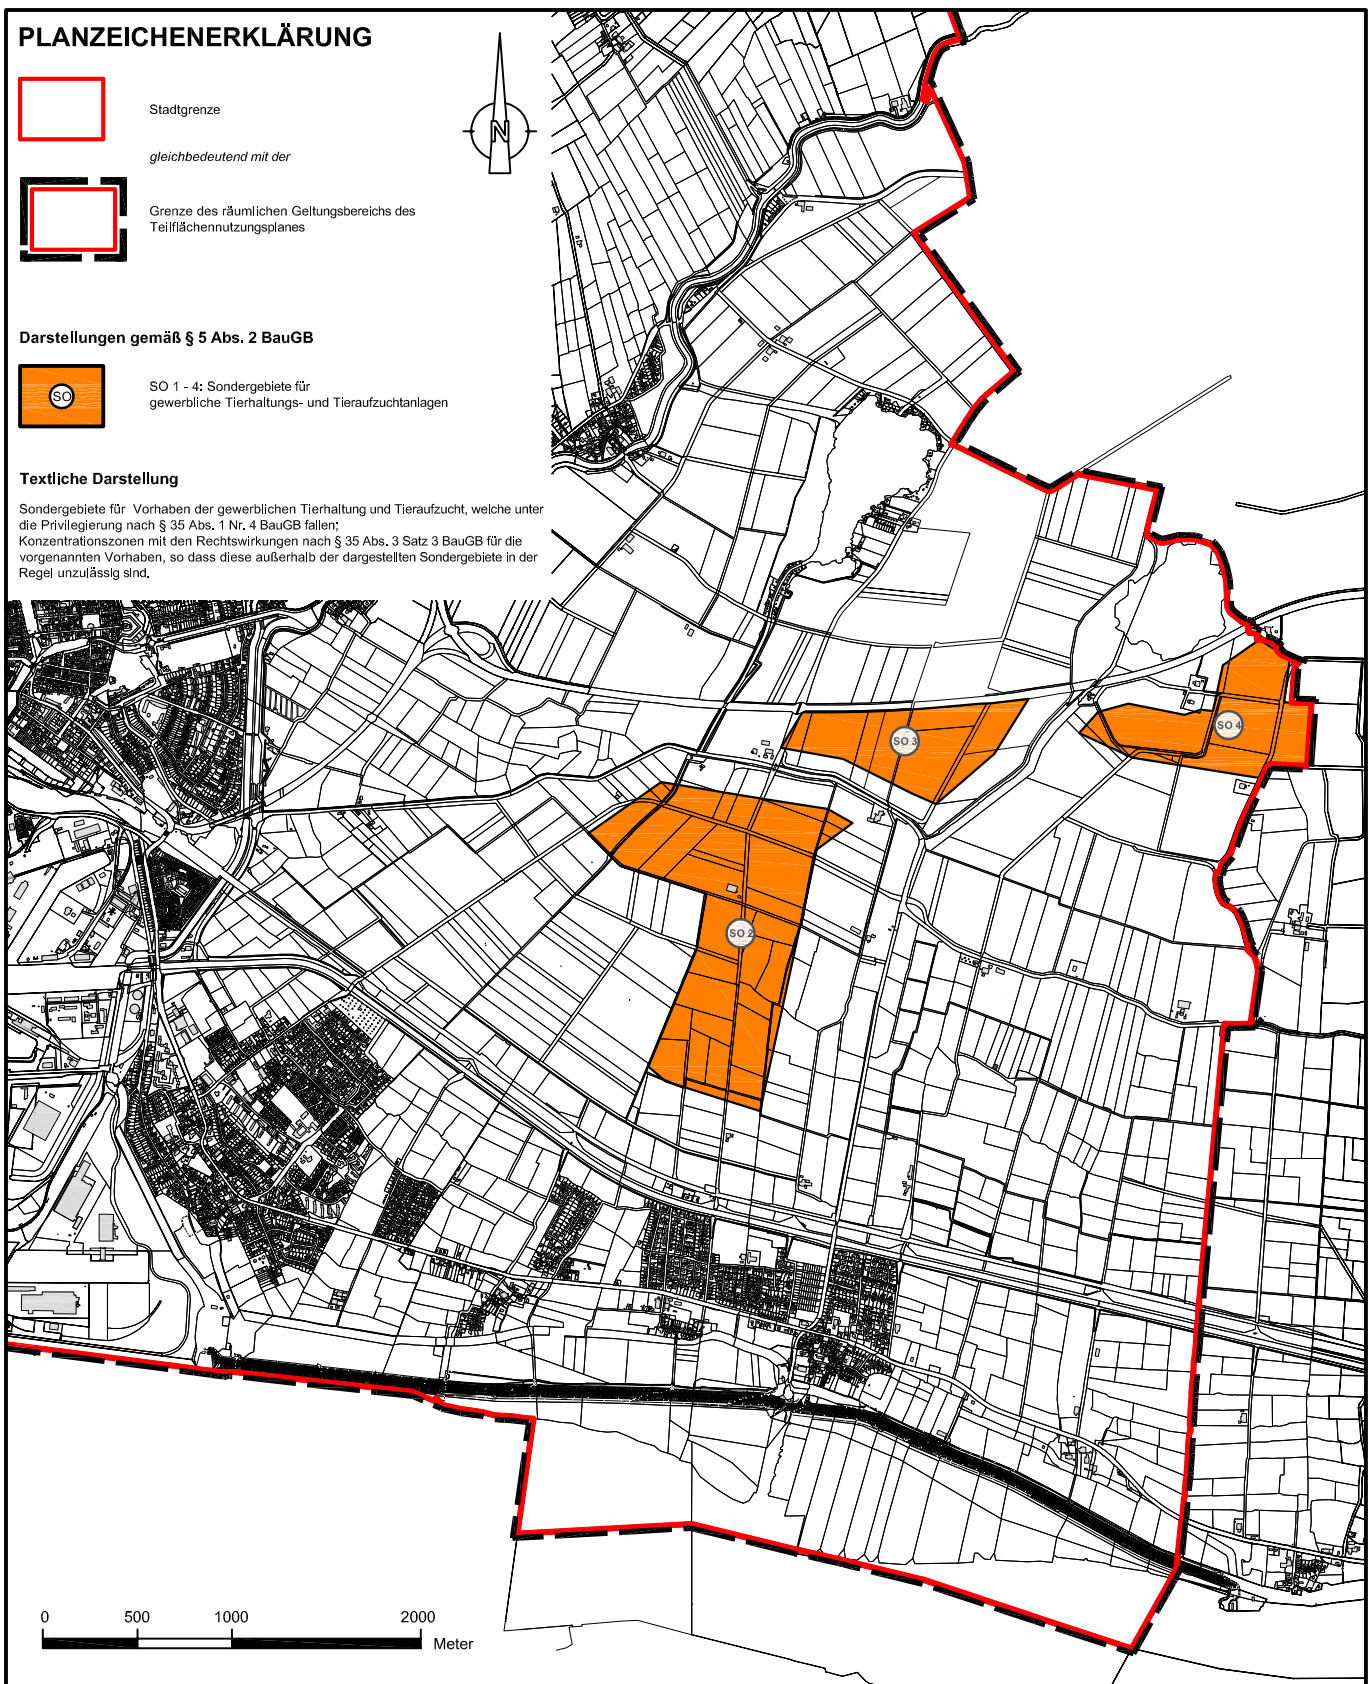 PLANZEICHENERKLÄRUNG
Stadtgrenze
gleichbedeutend mit der
Grenze des räumlichen Geltungsbereichs des
Teilflächennutzungsplanes
N
Darstellungen gemäß § 5 Abs. 2 BauGB
SO
SO 1 - 4: Sondergebiete für
gewerbliche Tierhaltungs- und Tieraufzuchtanlagen
Textliche Darstellung
Sondergebiete für Vorhaben der gewerblichen Tierhaltung und Tieraufzucht, welche unter
die Privilegierung nach § 35 Abs. 1 Nr. 4 BauGB fallen;
Konzentrationszonen mit den Rechtswirkungen nach § 35 Abs. 3 Satz 3 BauGB für die
vorgenannten Vorhaben, so dass diese außerhalb der dargestellten Sondergebiete in der
Regel unzulässig sind.
SO 4
SO 3
SO 2
0 500 1000 2000
Meter